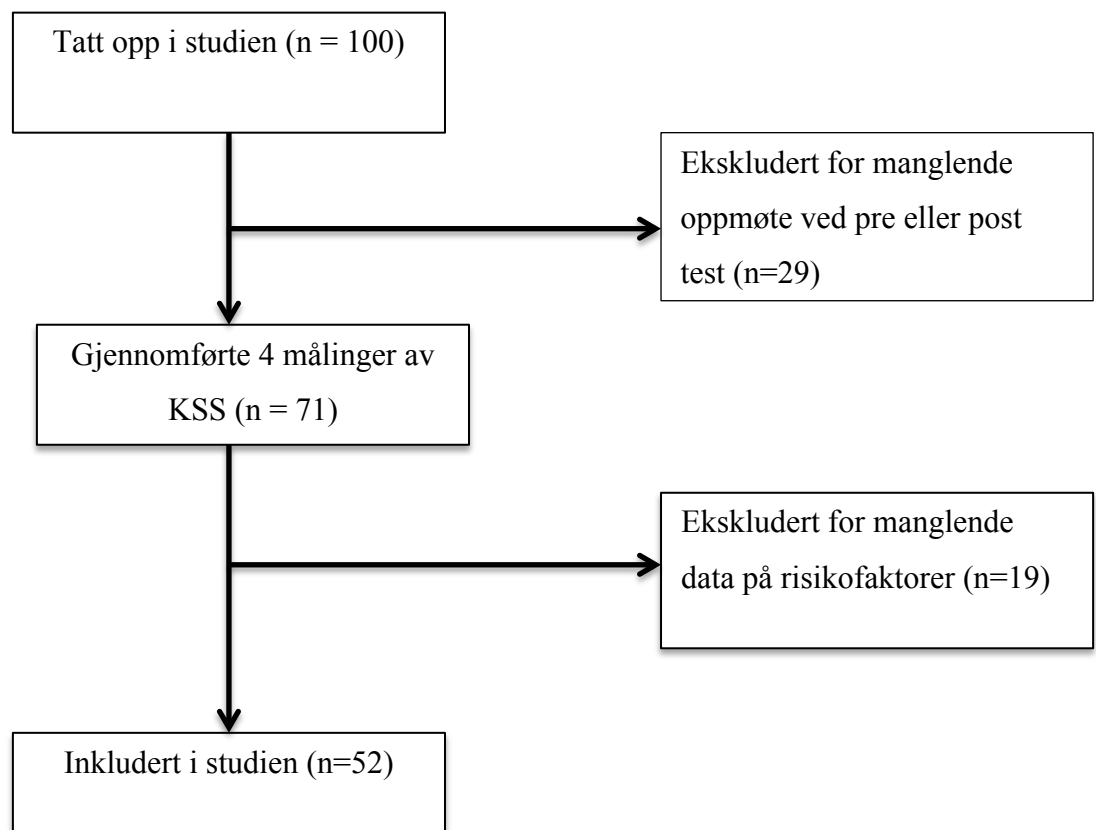 Tatt opp i studien (n = 100)
Ekskludert for manglende
oppmøte ved pre eller post
test (n=29)
Gjennomførte 4 målinger av
KSS (n = 71)
Ekskludert for manglende
data på risikofaktorer (n=19)
Inkludert i studien (n=52)